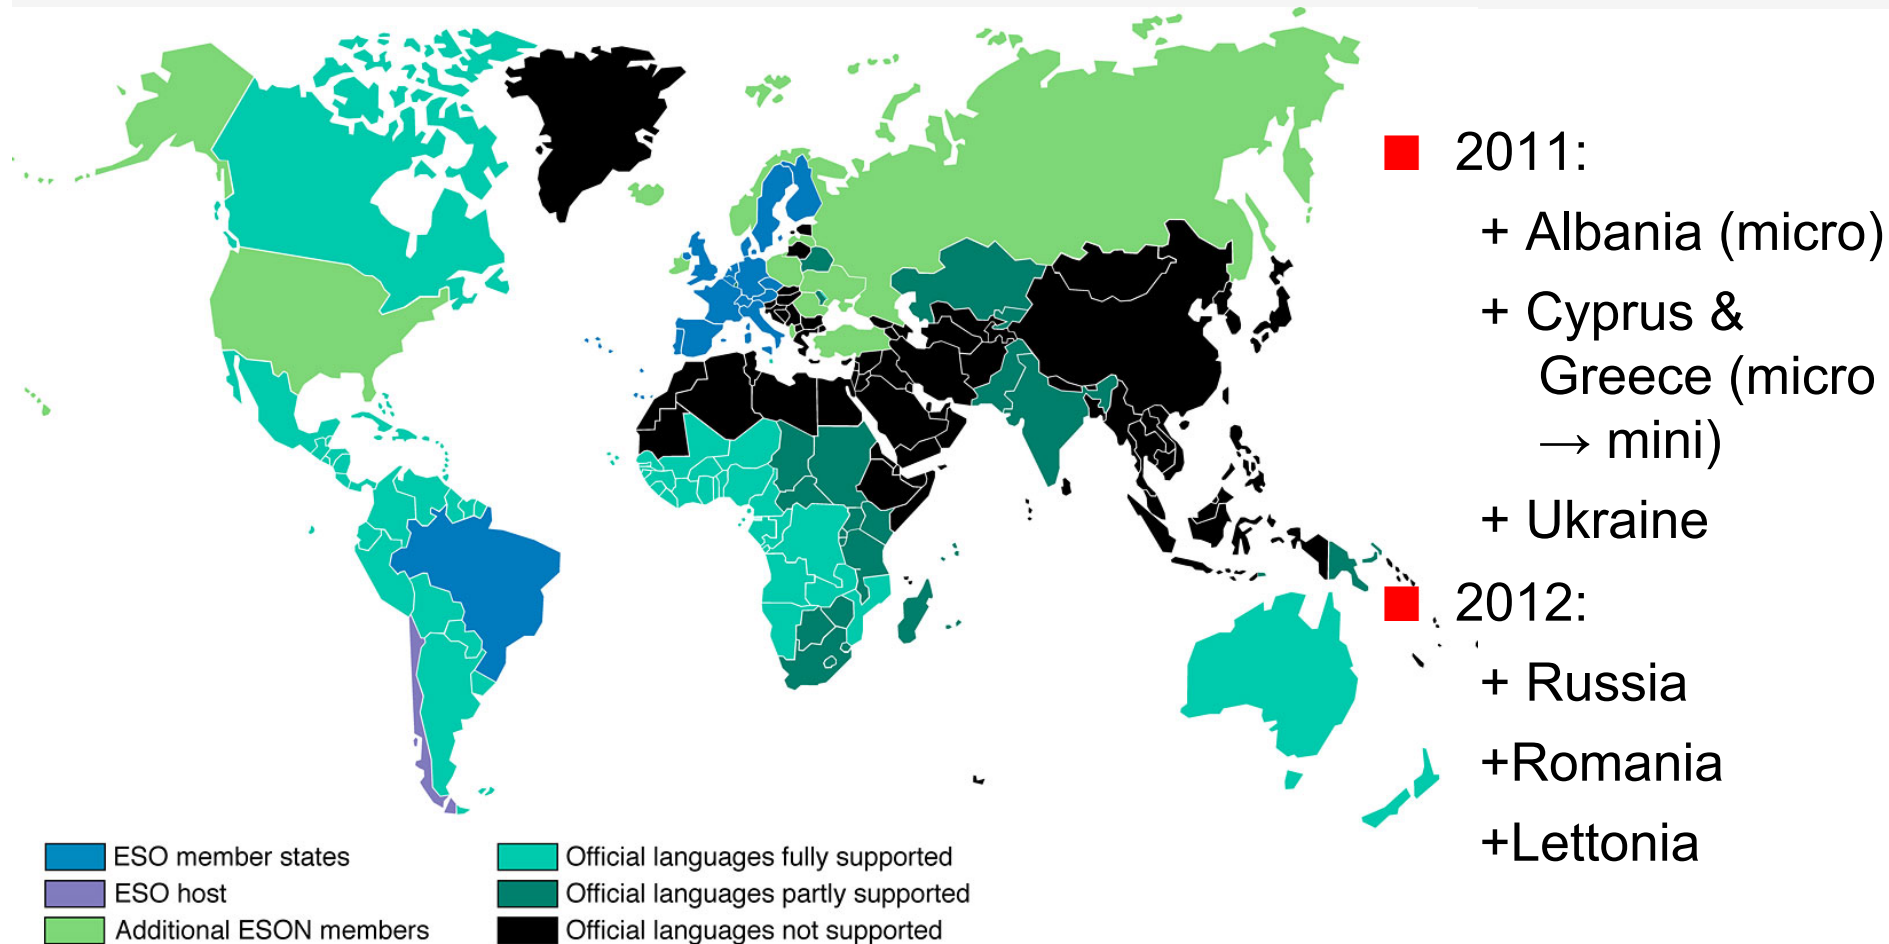 2011:
+ Albania (micro)
+ Cyprus &
Greece (micro
→ mini)
+ Ukraine
2012:
+ Russia
+Romania
+Lettonia
ESO member states
ESO host
Additional ESON members
Official languages fully supported
Official languages partly supported
Official languages not supported